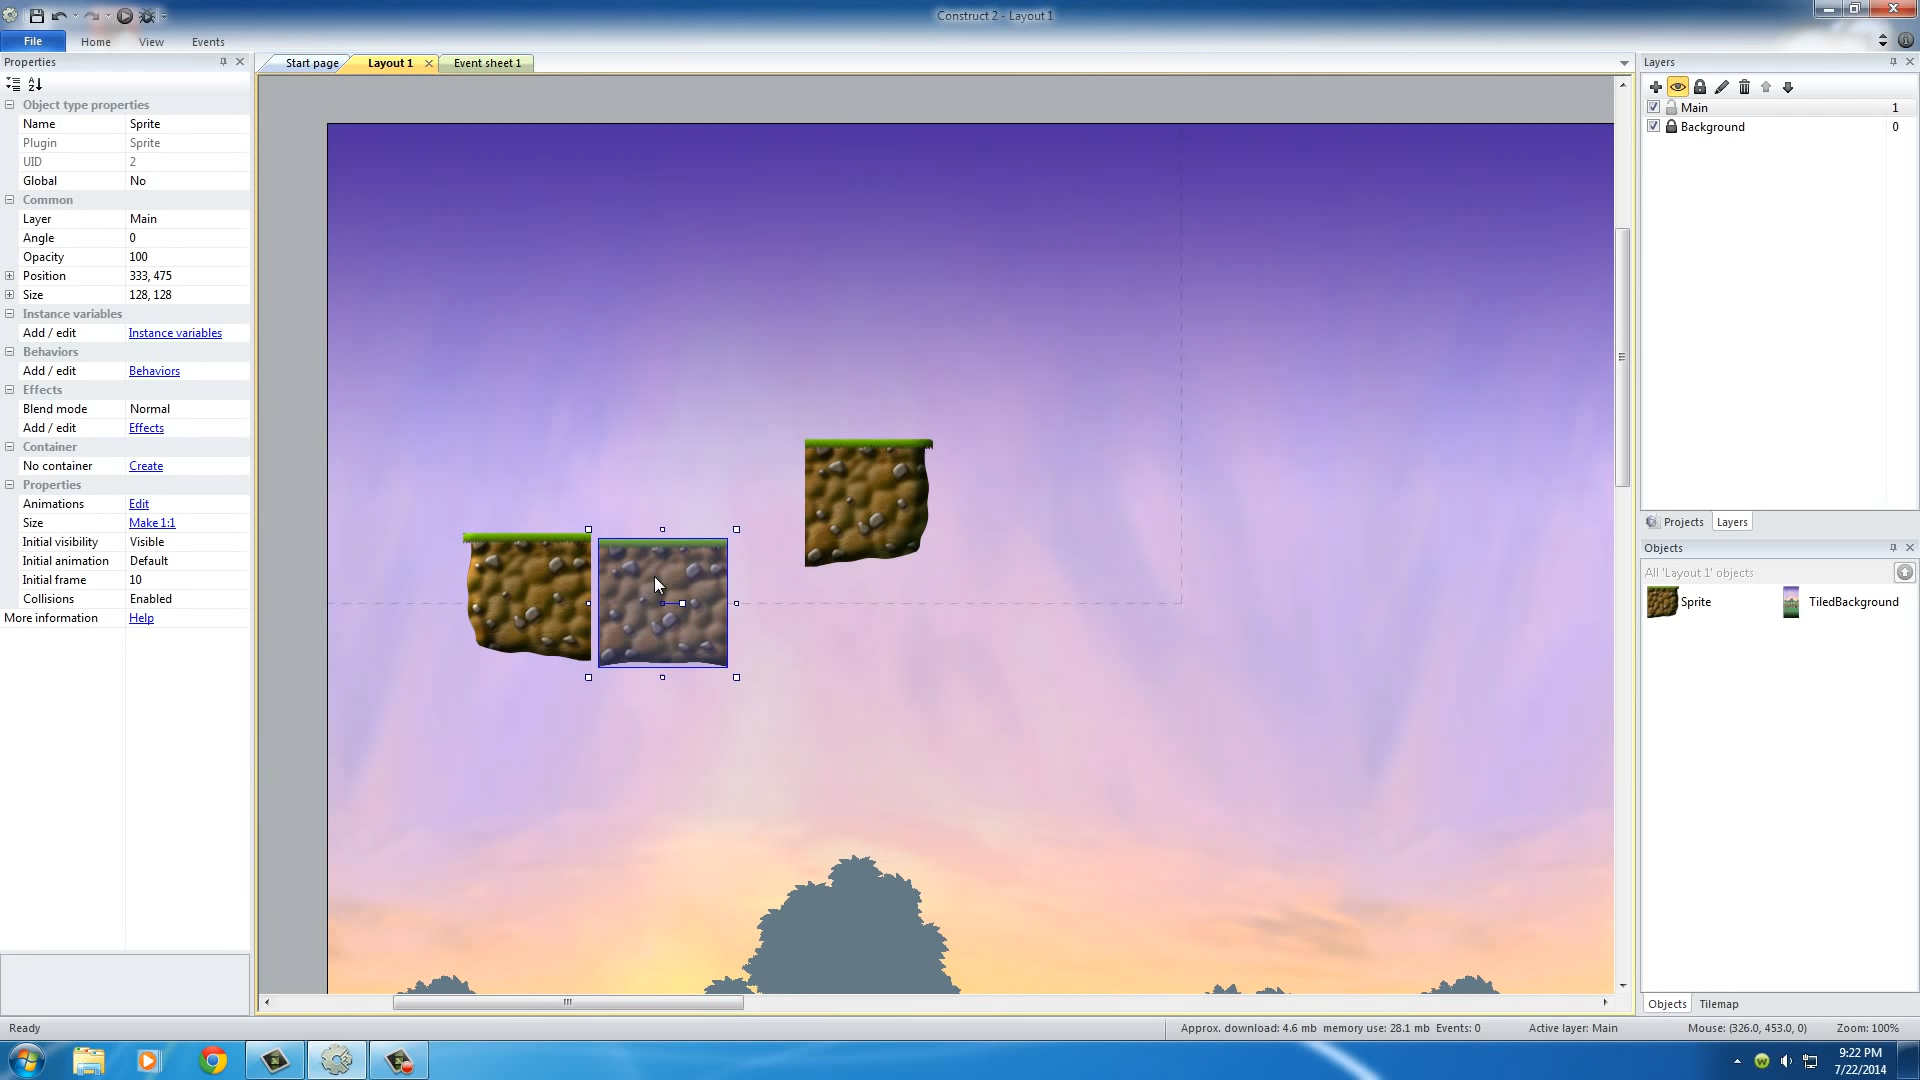 Construct 2 - Layout 1
File Home View Events
Properties
Start page Layout 1 Event sheet 1
Object type properties
Name Sprite
Plugin Sprite
UID 2
Global No
Common
Layer Main
Angle 0
Opacity 100
Position 333, 475
Size 128, 128
Instance variables
Add / edit Instance variables
Behaviors
Add / edit Behaviors
Effects
Blend mode Normal
Add / edit Effects
Container
No container Create
Properties
Animations Edit
Size Make 1:1
Initial visibility Visible
Initial animation Default
Initial frame 10
Collisions Enabled
More information Help
Layers
Main 1
Background 0
Projects Layers
Objects
All 'Layout 1' objects
Sprite TiledBackground
Objects Tilemap
Ready
Approx. download: 4.6 mb memory use: 28.1 mb Events: 0 Active layer: Main Mouse: (326.0, 453.0, 0) Zoom: 100%
9:22 PM
7/22/2014